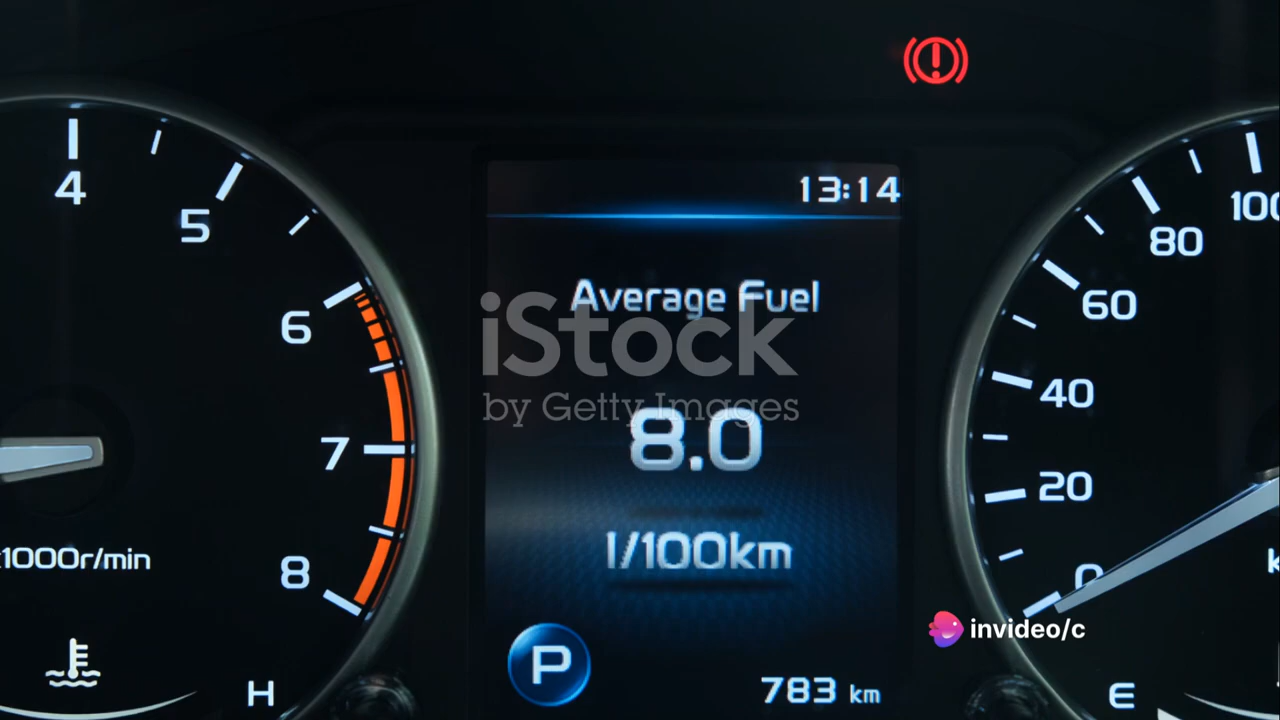 13:14
4
5
6
7
8
x1000r/min
H
Average Fuel
iStock
by Getty Images
8.0
l/100km
P
783 km
100
80
60
40
20
0
E
invideo/c